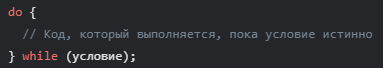 do {
  // Код, который выполняется, пока условие истинно
} while (условие);